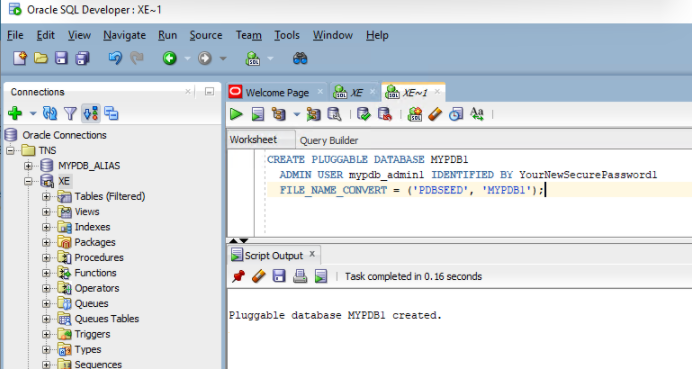 Oracle SQL Developer : XE~1
File Edit View Navigate Run Source Team Tools Window Help
Connections
Oracle Connections
TNS
MYPDB_ALIAS
XE
Tables (Filtered)
Views
Indexes
Packages
Procedures
Functions
Operators
Queues
Queues Tables
Triggers
Types
Sequences
Welcome Page XE XE~1
Worksheet Query Builder
CREATE PLUGGABLE DATABASE MYPDB1
ADMIN USER mypdb_admin1 IDENTIFIED BY YourNewSecurePassword1
FILE_NAME_CONVERT = ('PDBSEED', 'MYPDB1');
Script Output x
Task completed in 0.16 seconds
Pluggable database MYPDB1 created.